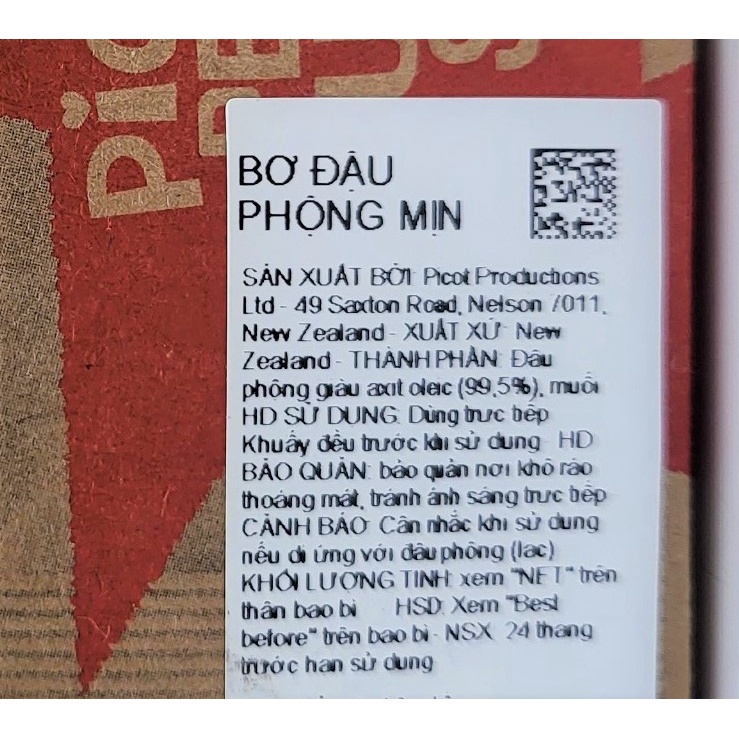 Pic
BƠ ĐẬU
PHỘNG MỊN
SẢN XUẤT BỞI: Picot Productions
Ltd - 49 Saxton Road, Nelson 7011,
New Zealand - XUẤT XỨ: New
Zealand - THÀNH PHẦN: Đậu
phộng giàu axit oleic (99,5%), muối
HD SỬ DỤNG: Dùng trực tiếp
Khuấy đều trước khi sử dụng - HD
BẢO QUẢN: bảo quản nơi khô ráo
thoáng mát, tránh ánh sáng trực tiếp
CẢNH BÁO: Cân nhắc khi sử dụng
nếu dị ứng với đậu phộng (lạc)
KHỐI LƯỢNG TỊNH: xem "NET" trên
thân bao bì HSD: Xem "Best
before" trên bao bì - NSX: 24 tháng
trước hạn sử dụng